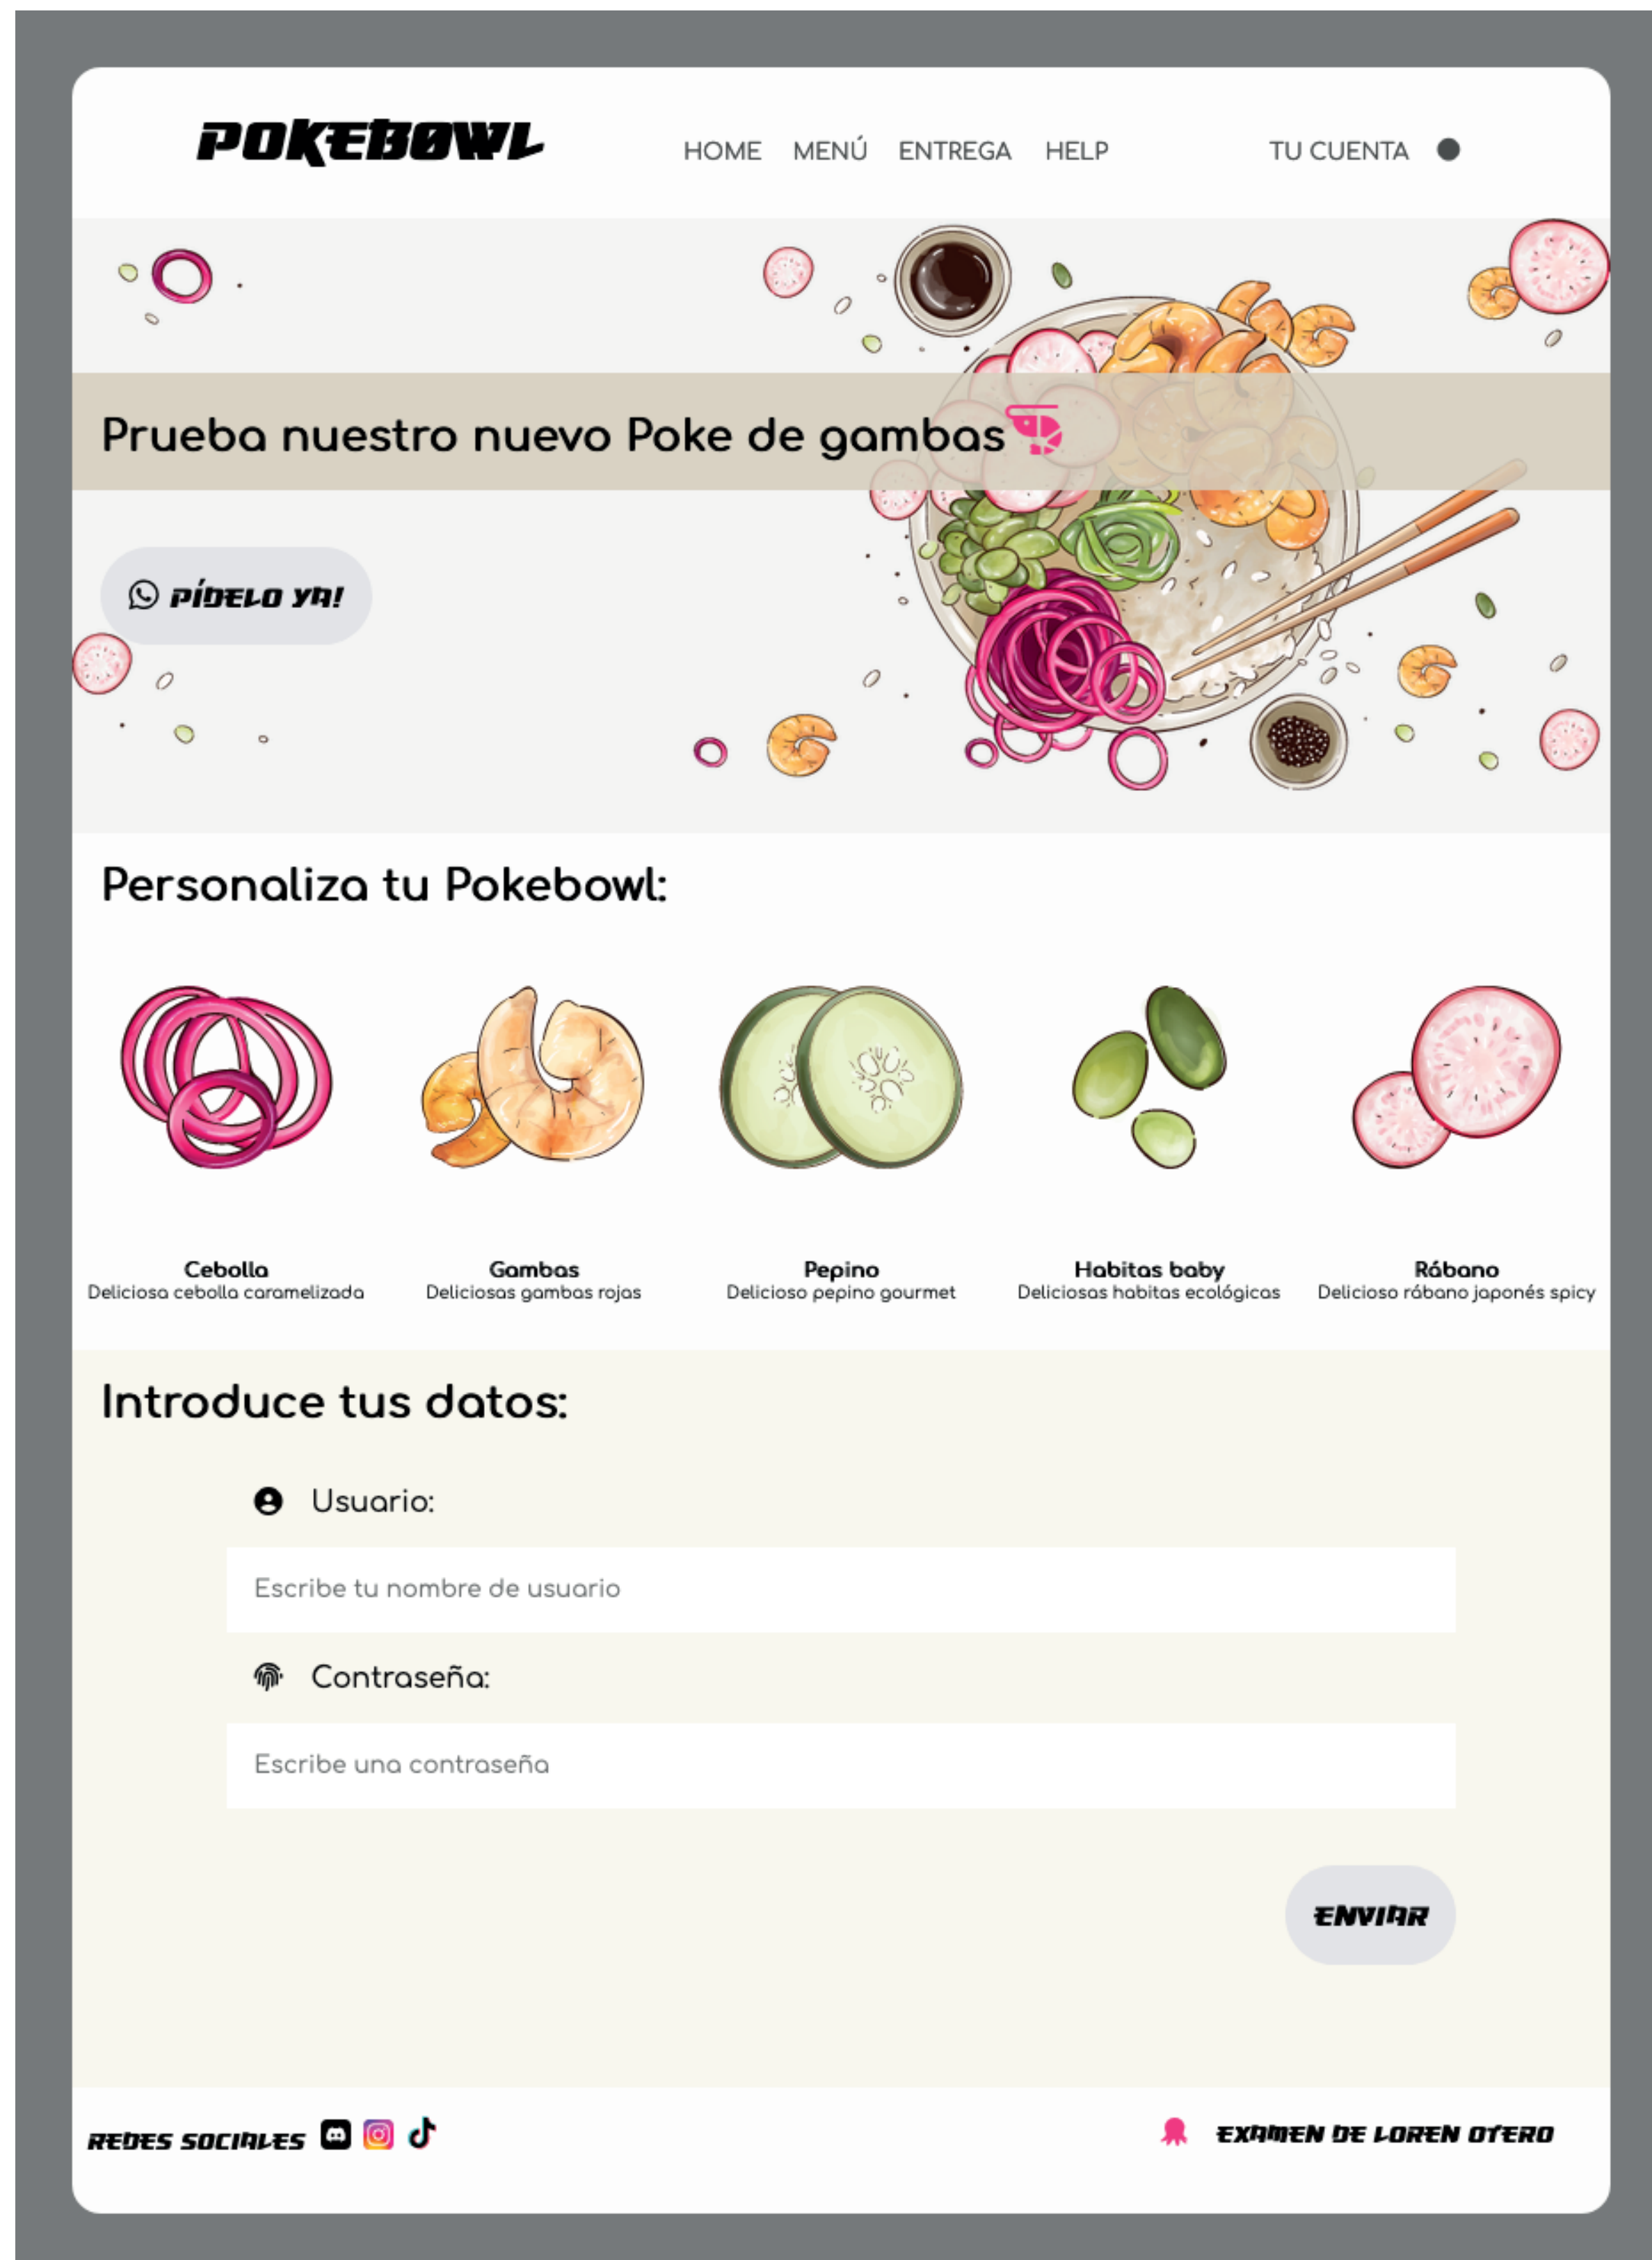 POKEBOWL
HOME MENÚ ENTREGA HELP TU CUENTA
Prueba nuestro nuevo Poke de gambas
PÍDELO YA!
Personaliza tu Pokebowl:
Cebolla Gambas Pepino Habitas baby Rábano
Deliciosa cebolla caramelizada Deliciosas gambas rojas Delicioso pepino gourmet Deliciosas habitas ecológicas Delicioso rábano japonés spicy
Introduce tus datos:
Usuario:
Escribe tu nombre de usuario
Contraseña:
Escribe una contraseña
ENVIAR
REDES SOCIALES EXAMEN DE LOREN OTERO